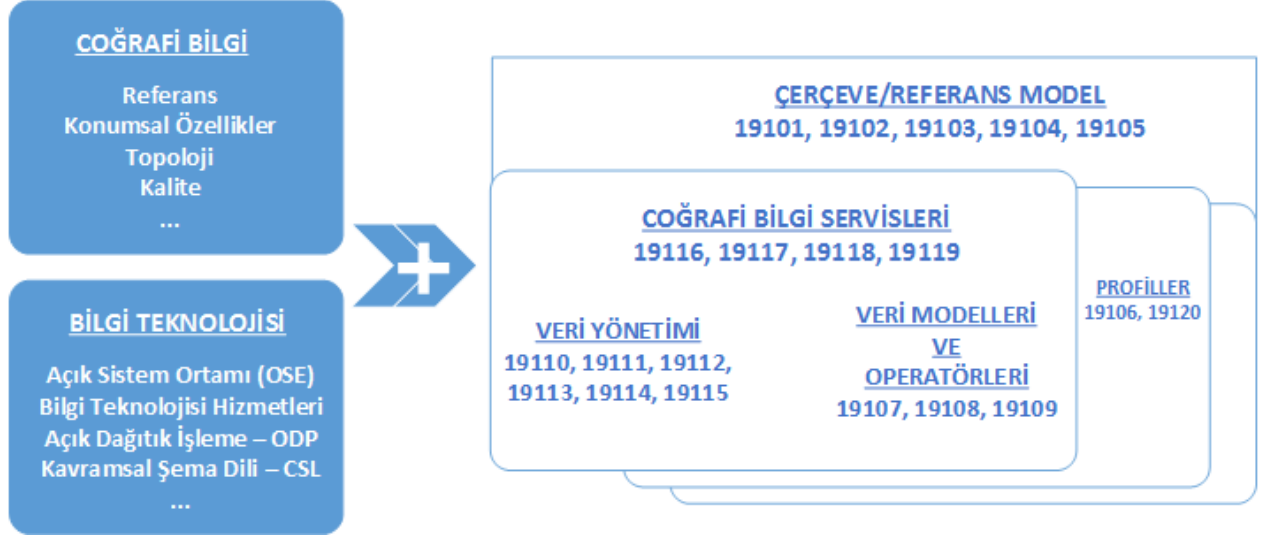 COĞRAFİ BİLGİ
Referans
Konumsal Özellikler
Topoloji
Kalite
...
BİLGİ TEKNOLOJİSİ
Açık Sistem Ortamı (OSE)
Bilgi Teknolojisi Hizmetleri
Açık Dağıtık İşleme – ODP
Kavramsal Şema Dili – CSL
...
ÇERÇEVE/REFERANS MODEL
19101, 19102, 19103, 19104, 19105
COĞRAFİ BİLGİ SERVİSLERİ
19116, 19117, 19118, 19119
VERİ YÖNETİMİ
19110, 19111, 19112,
19113, 19114, 19115
VERİ MODELLERİ
VE
OPERATÖRLERİ
19107, 19108, 19109
PROFİLLER
19106, 19120